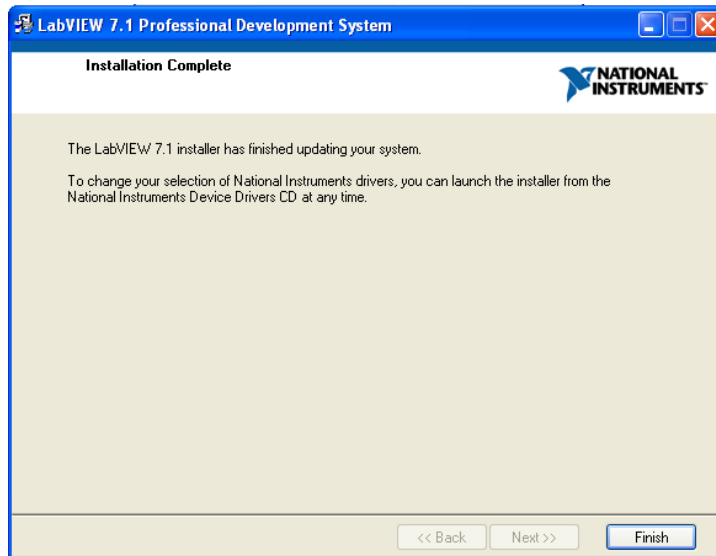 LabVIEW 7.1 Professional Development System
Installation Complete
NATIONAL
INSTRUMENTS™
The LabVIEW 7.1 installer has finished updating your system.
To change your selection of National Instruments drivers, you can launch the installer from the
National Instruments Device Drivers CD at any time.
<< Back
Next >>
Finish